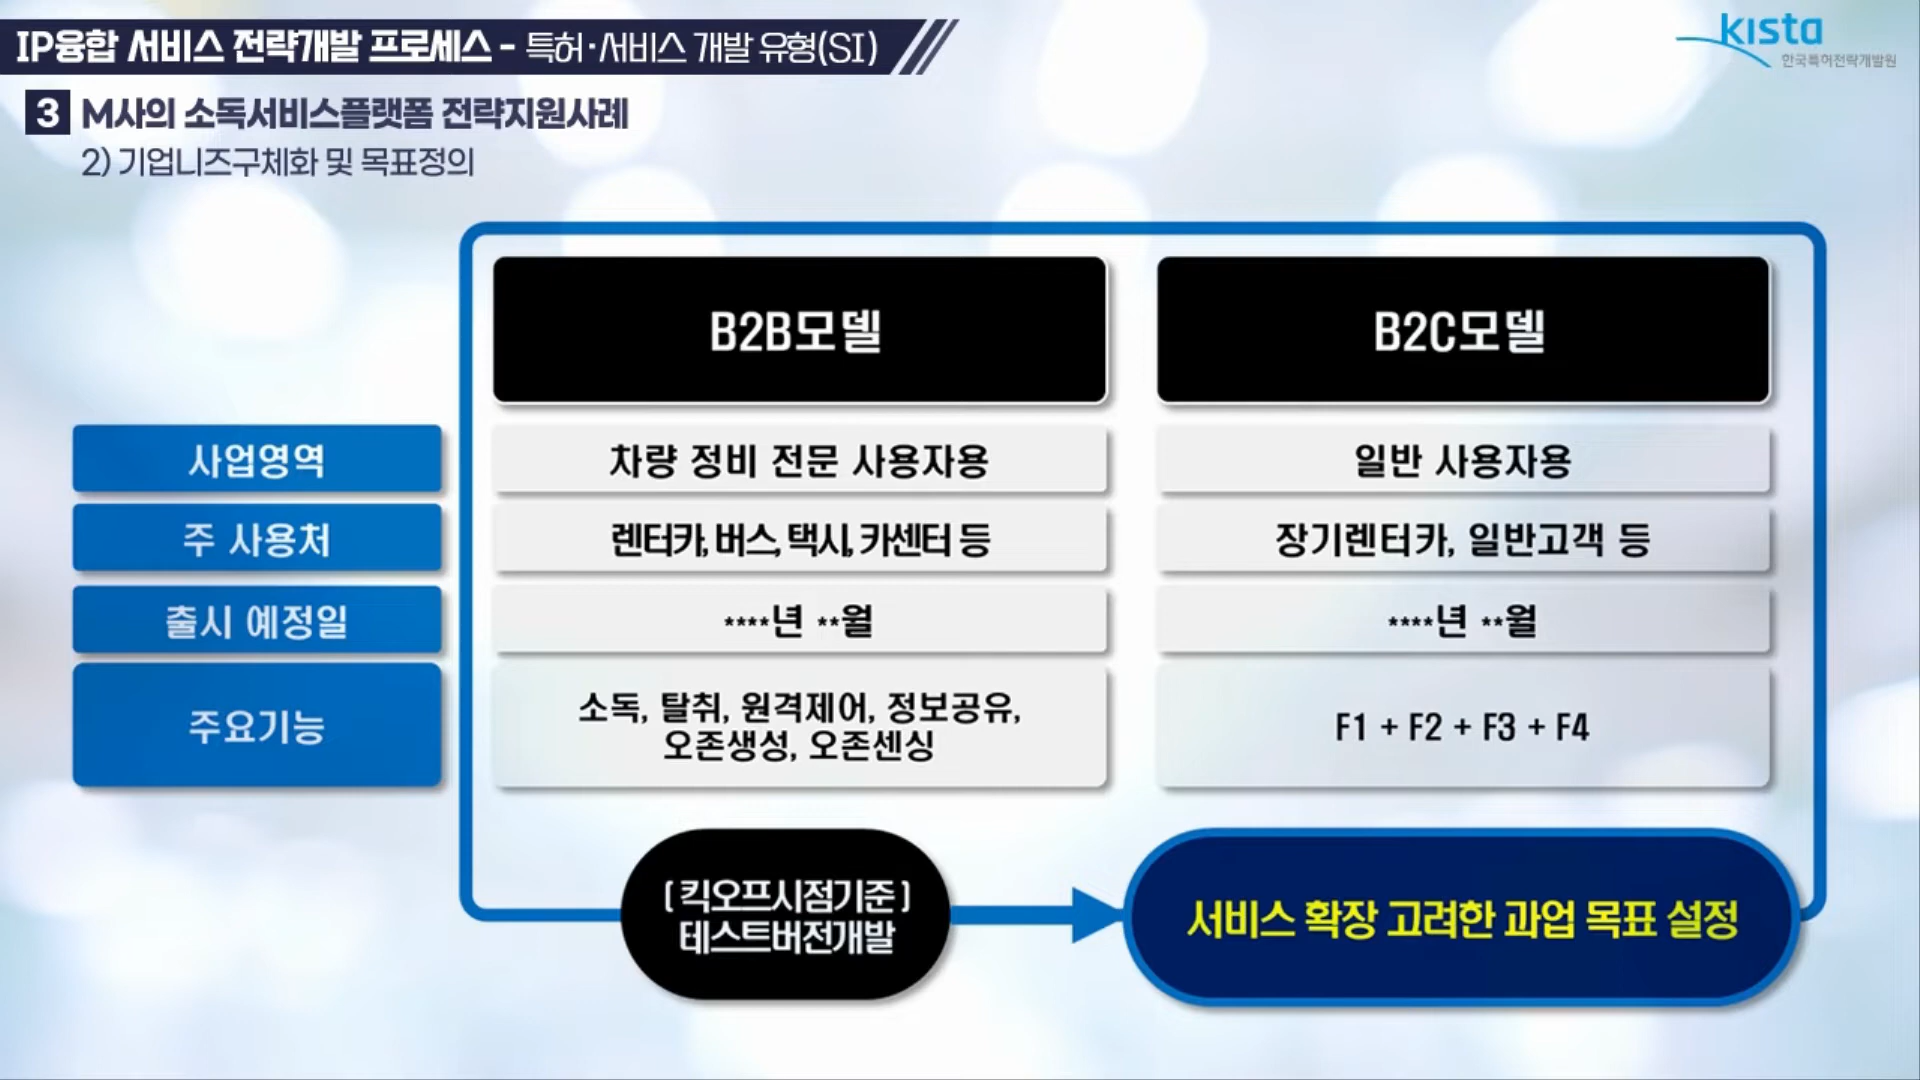 IP융합 서비스 전략개발 프로세스 - 특허·서비스 개발 유형(SI)
kista
한국특허전략개발원
3 M사의 소독서비스플랫폼 전략지원사례
2) 기업니즈구체화 및 목표정의
B2B모델 B2C모델
사업영역 차량 정비 전문 사용자용 일반 사용자용
주 사용처 렌터카, 버스, 택시, 카센터 등 장기렌터카, 일반고객 등
출시 예정일 ****년 **월 ****년 **월
주요기능 소독, 탈취, 원격제어, 정보공유,
오존생성, 오존센싱
F1 + F2 + F3 + F4
[ 킥오프시점기준 ]
테스트버전개발
서비스 확장 고려한 과업 목표 설정